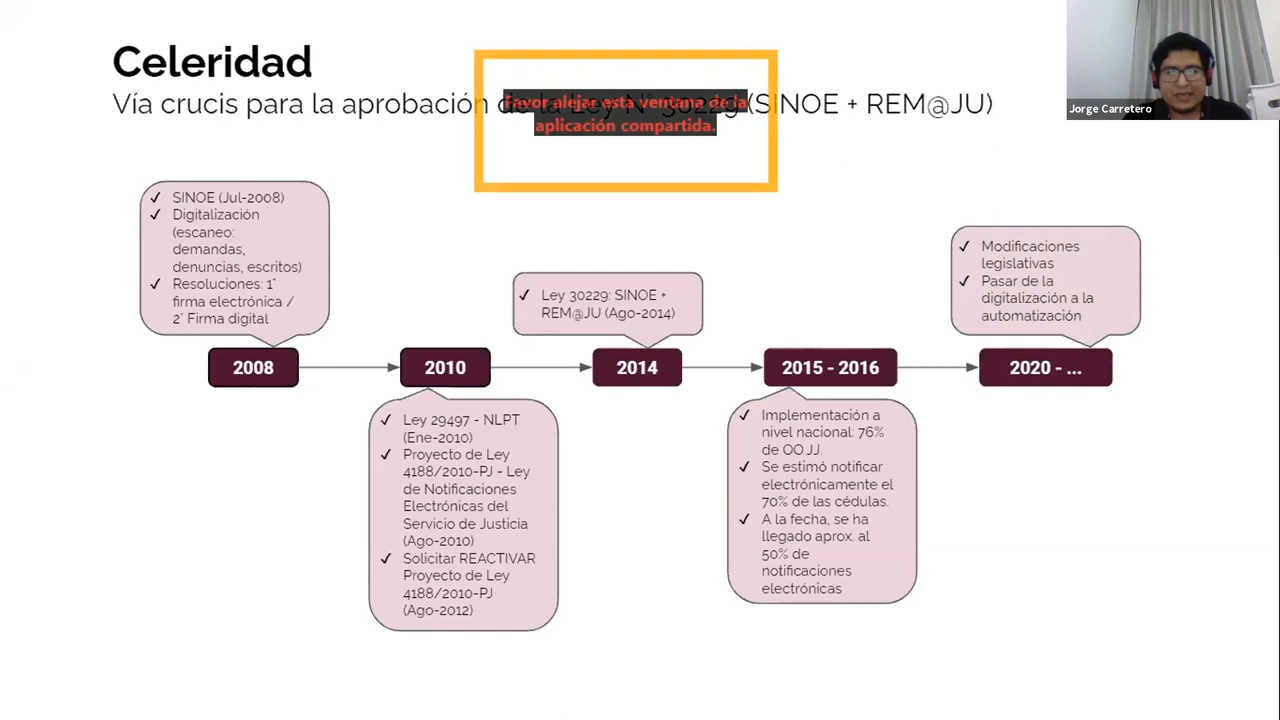 Celeridad
Vía crucis para la aprobación de la Ley N° 30229 (SINOE + REM@JU)
Favor alejar esta ventana de la
aplicación compartida.
Jorge Carretero
✓ SINOE (Jul-2008)
✓ Digitalización
(escaneo:
demandas,
denuncias, escritos)
✓ Resoluciones: 1°
firma electrónica /
2° Firma digital
✓ Ley 30229: SINOE +
REM@JU (Ago-2014)
✓ Modificaciones
legislativas
✓ Pasar de la
digitalización a la
automatización
2008
2010
2014
2015 - 2016
2020 - ...
✓ Ley 29497 - NLPT
(Ene-2010)
✓ Proyecto de Ley
4188/2010-PJ - Ley
de Notificaciones
Electrónicas del
Servicio de Justicia
(Ago-2010)
✓ Solicitar REACTIVAR
Proyecto de Ley
4188/2010-PJ
(Ago-2012)
✓ Implementación a
nivel nacional: 76%
de OO JJ.
✓ Se estimó notificar
electrónicamente el
70% de las cédulas.
✓ A la fecha, se ha
llegado aprox. al
50% de
notificaciones
electrónicas